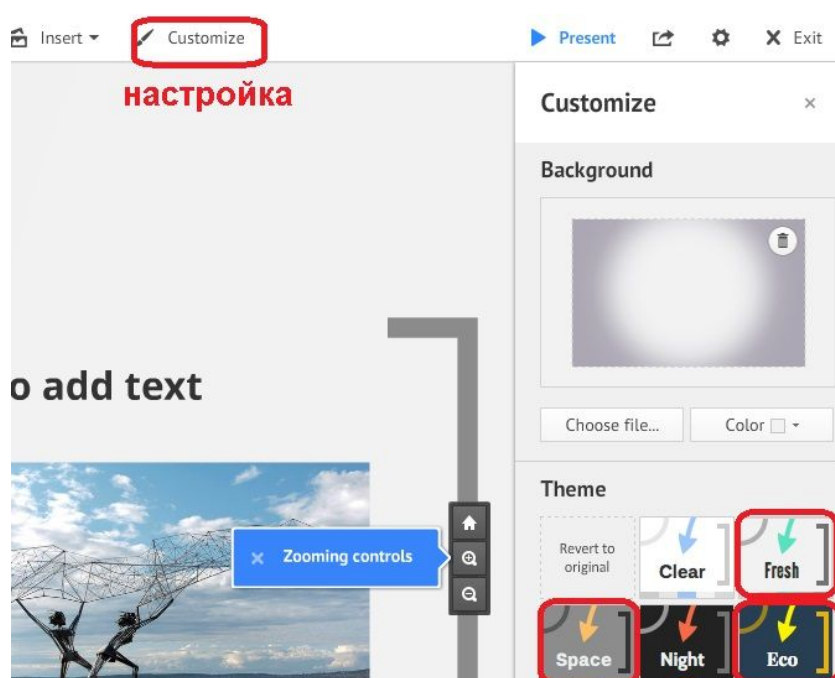 Insert
Customize
Present
Exit
настройка
Customize
Background
o add text
Choose file...
Color
Theme
Zooming controls
Revert to
original
Clear
Fresh
Space
Night
Eco